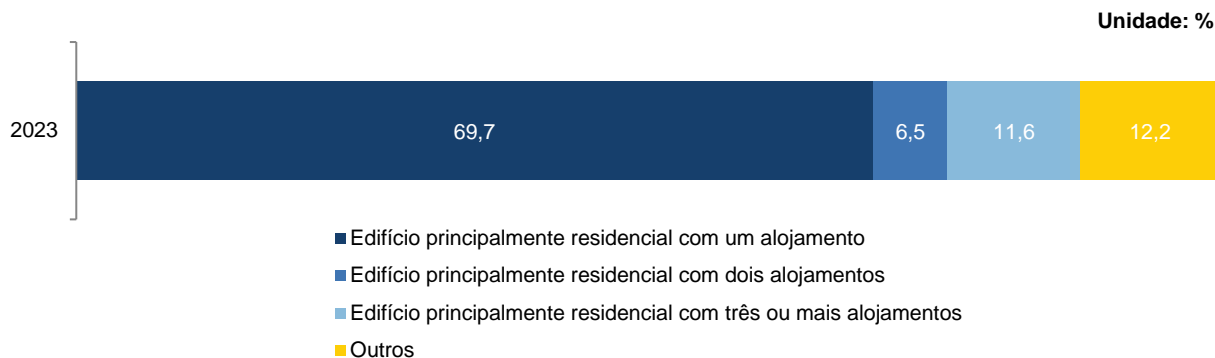 Unidade: %
2023
69,7
6,5
11,6
12,2
Edifício principalmente residencial com um alojamento
Edifício principalmente residencial com dois alojamentos
Edifício principalmente residencial com três ou mais alojamentos
Outros